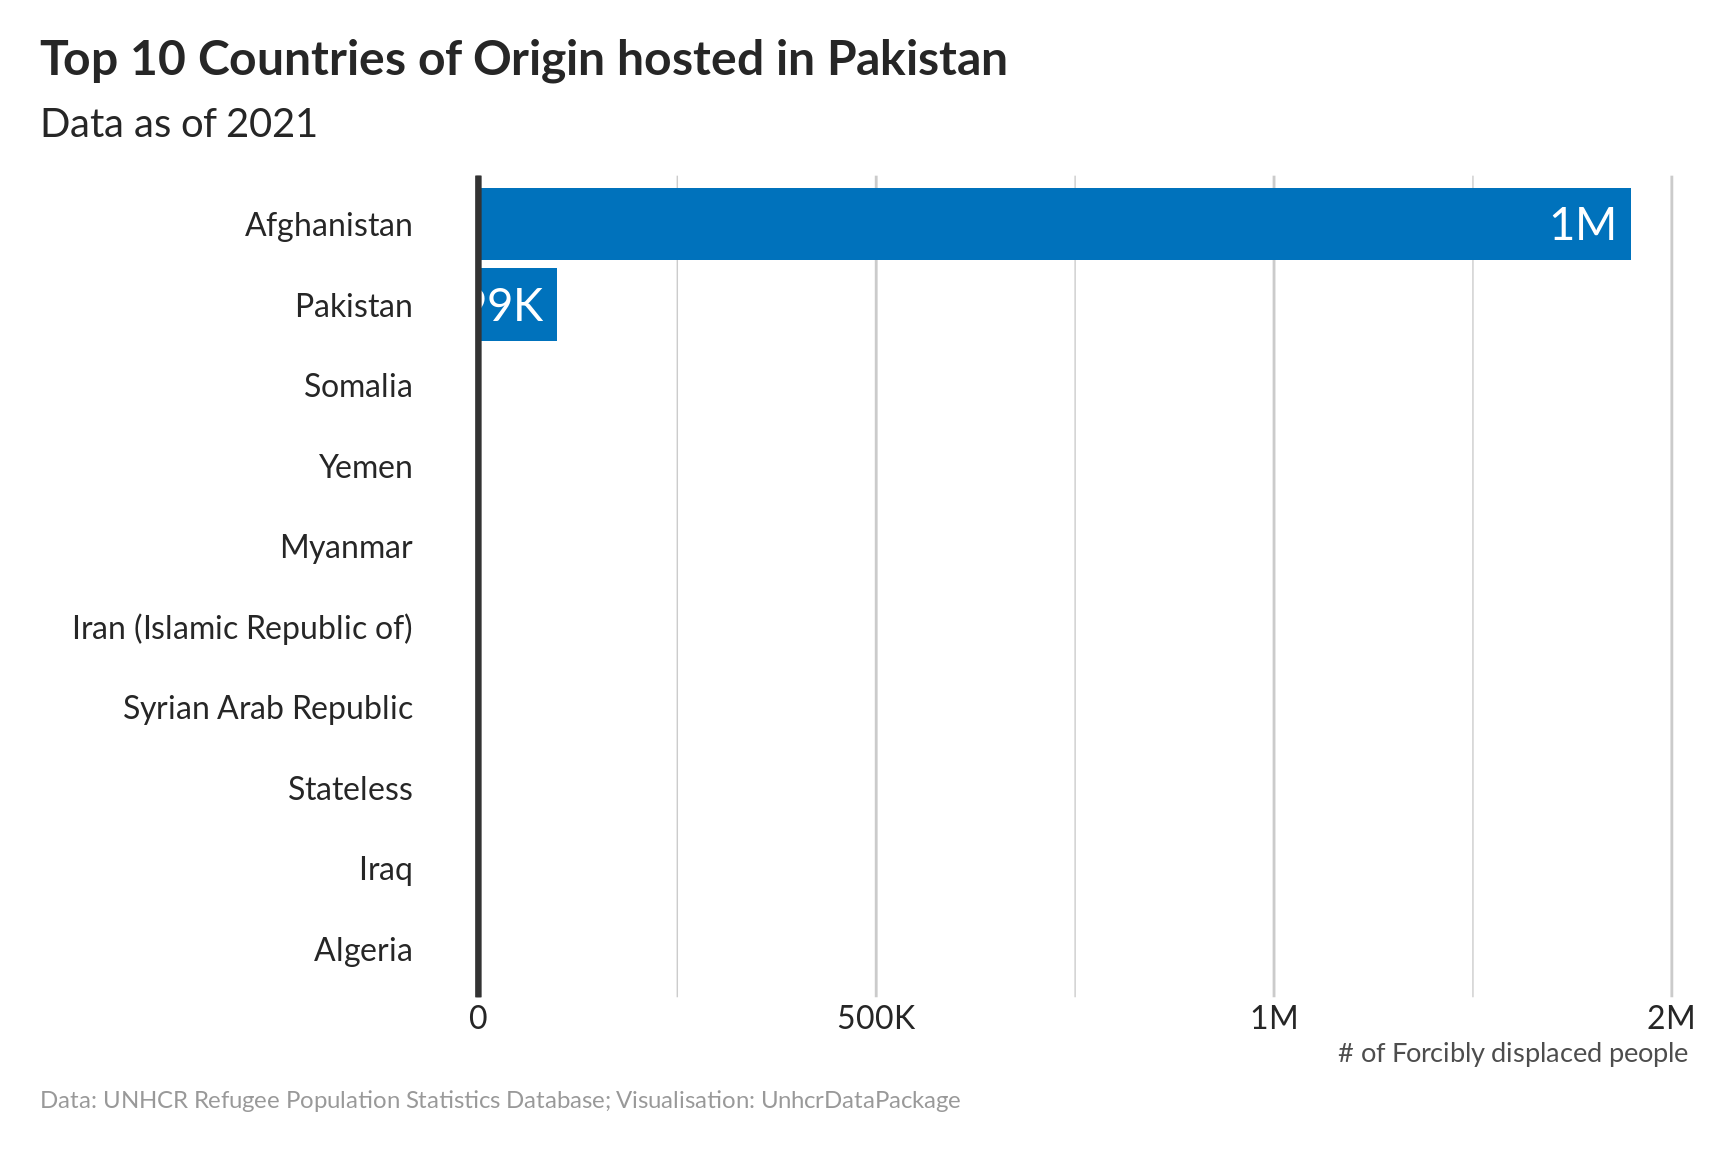 Top 10 Countries of Origin hosted in Pakistan
Data as of 2021
Afghanistan 1M
Pakistan 9K
Somalia
Yemen
Myanmar
Iran (Islamic Republic of)
Syrian Arab Republic
Stateless
Iraq
Algeria
0 500K 1M 2M
# of Forcibly displaced people
Data: UNHCR Refugee Population Statistics Database; Visualisation: UnhcrDataPackage